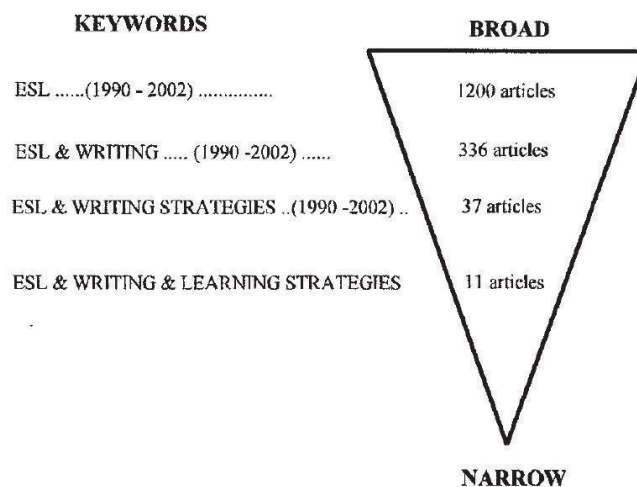 KEYWORDS BROAD
ESL ......(1990 - 2002) ............... 1200 articles
ESL & WRITING ..... (1990 -2002) ...... 336 articles
ESL & WRITING STRATEGIES ..(1990 -2002) .. 37 articles
ESL & WRITING & LEARNING STRATEGIES 11 articles
NARROW